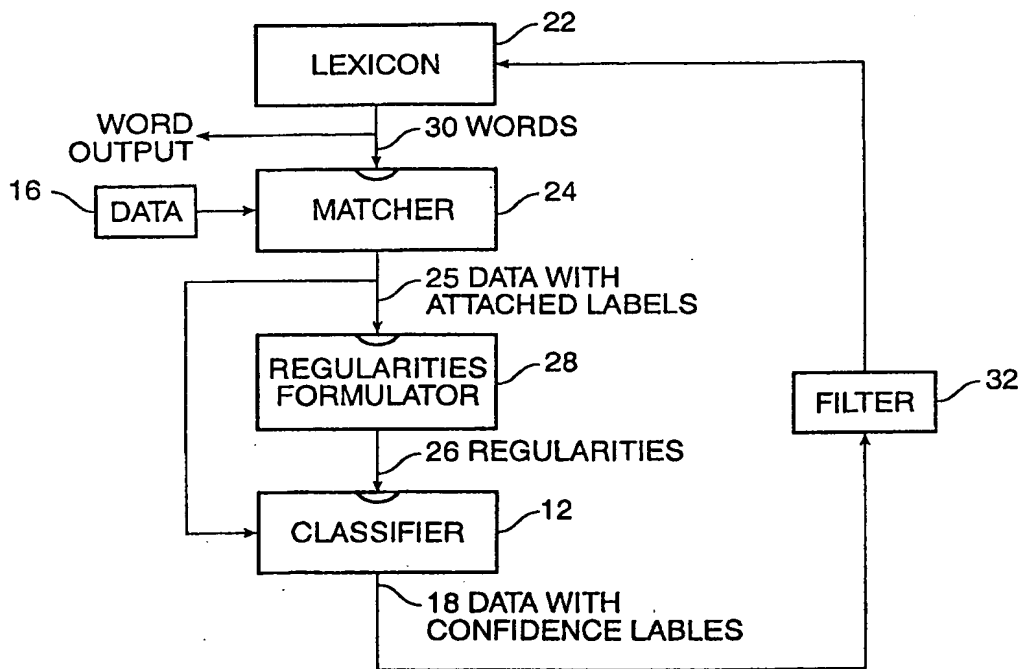 22
LEXICON
WORD
OUTPUT
30 WORDS
16
DATA
MATCHER
24
25 DATA WITH
ATTACHED LABELS
REGULARITIES
FORMULATOR
28
FILTER
32
26 REGULARITIES
CLASSIFIER
12
18 DATA WITH
CONFIDENCE LABLES